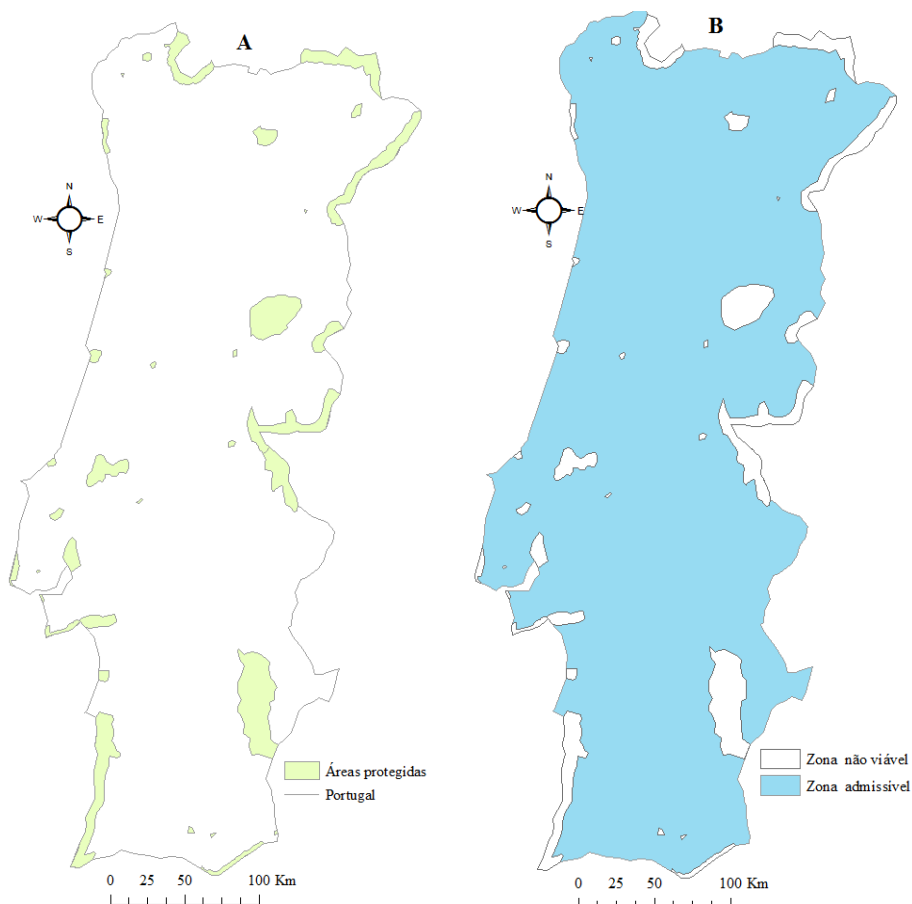 A
N
W E
S
Áreas protegidas
Portugal
0 25 50 100 Km
B
N
W E
S
Zona não viável
Zona admissível
0 25 50 100 Km